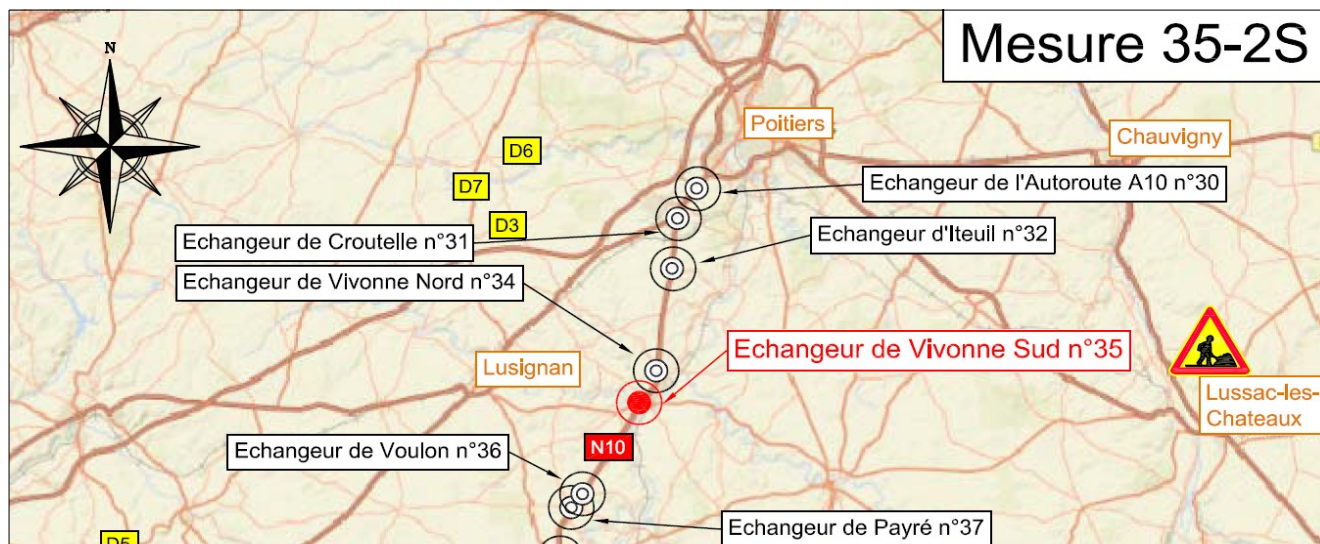 N
Mesure 35-2S
Poitiers
Chauvigny
D6
D7
D3
Echangeur de l'Autoroute A10 n°30
Echangeur de Croutelle n°31
Echangeur d'Iteuil n°32
Echangeur de Vivonne Nord n°34
Echangeur de Vivonne Sud n°35
Lusignan
Lussac-les-
Chateaux
N10
Echangeur de Voulon n°36
Echangeur de Payré n°37
D5